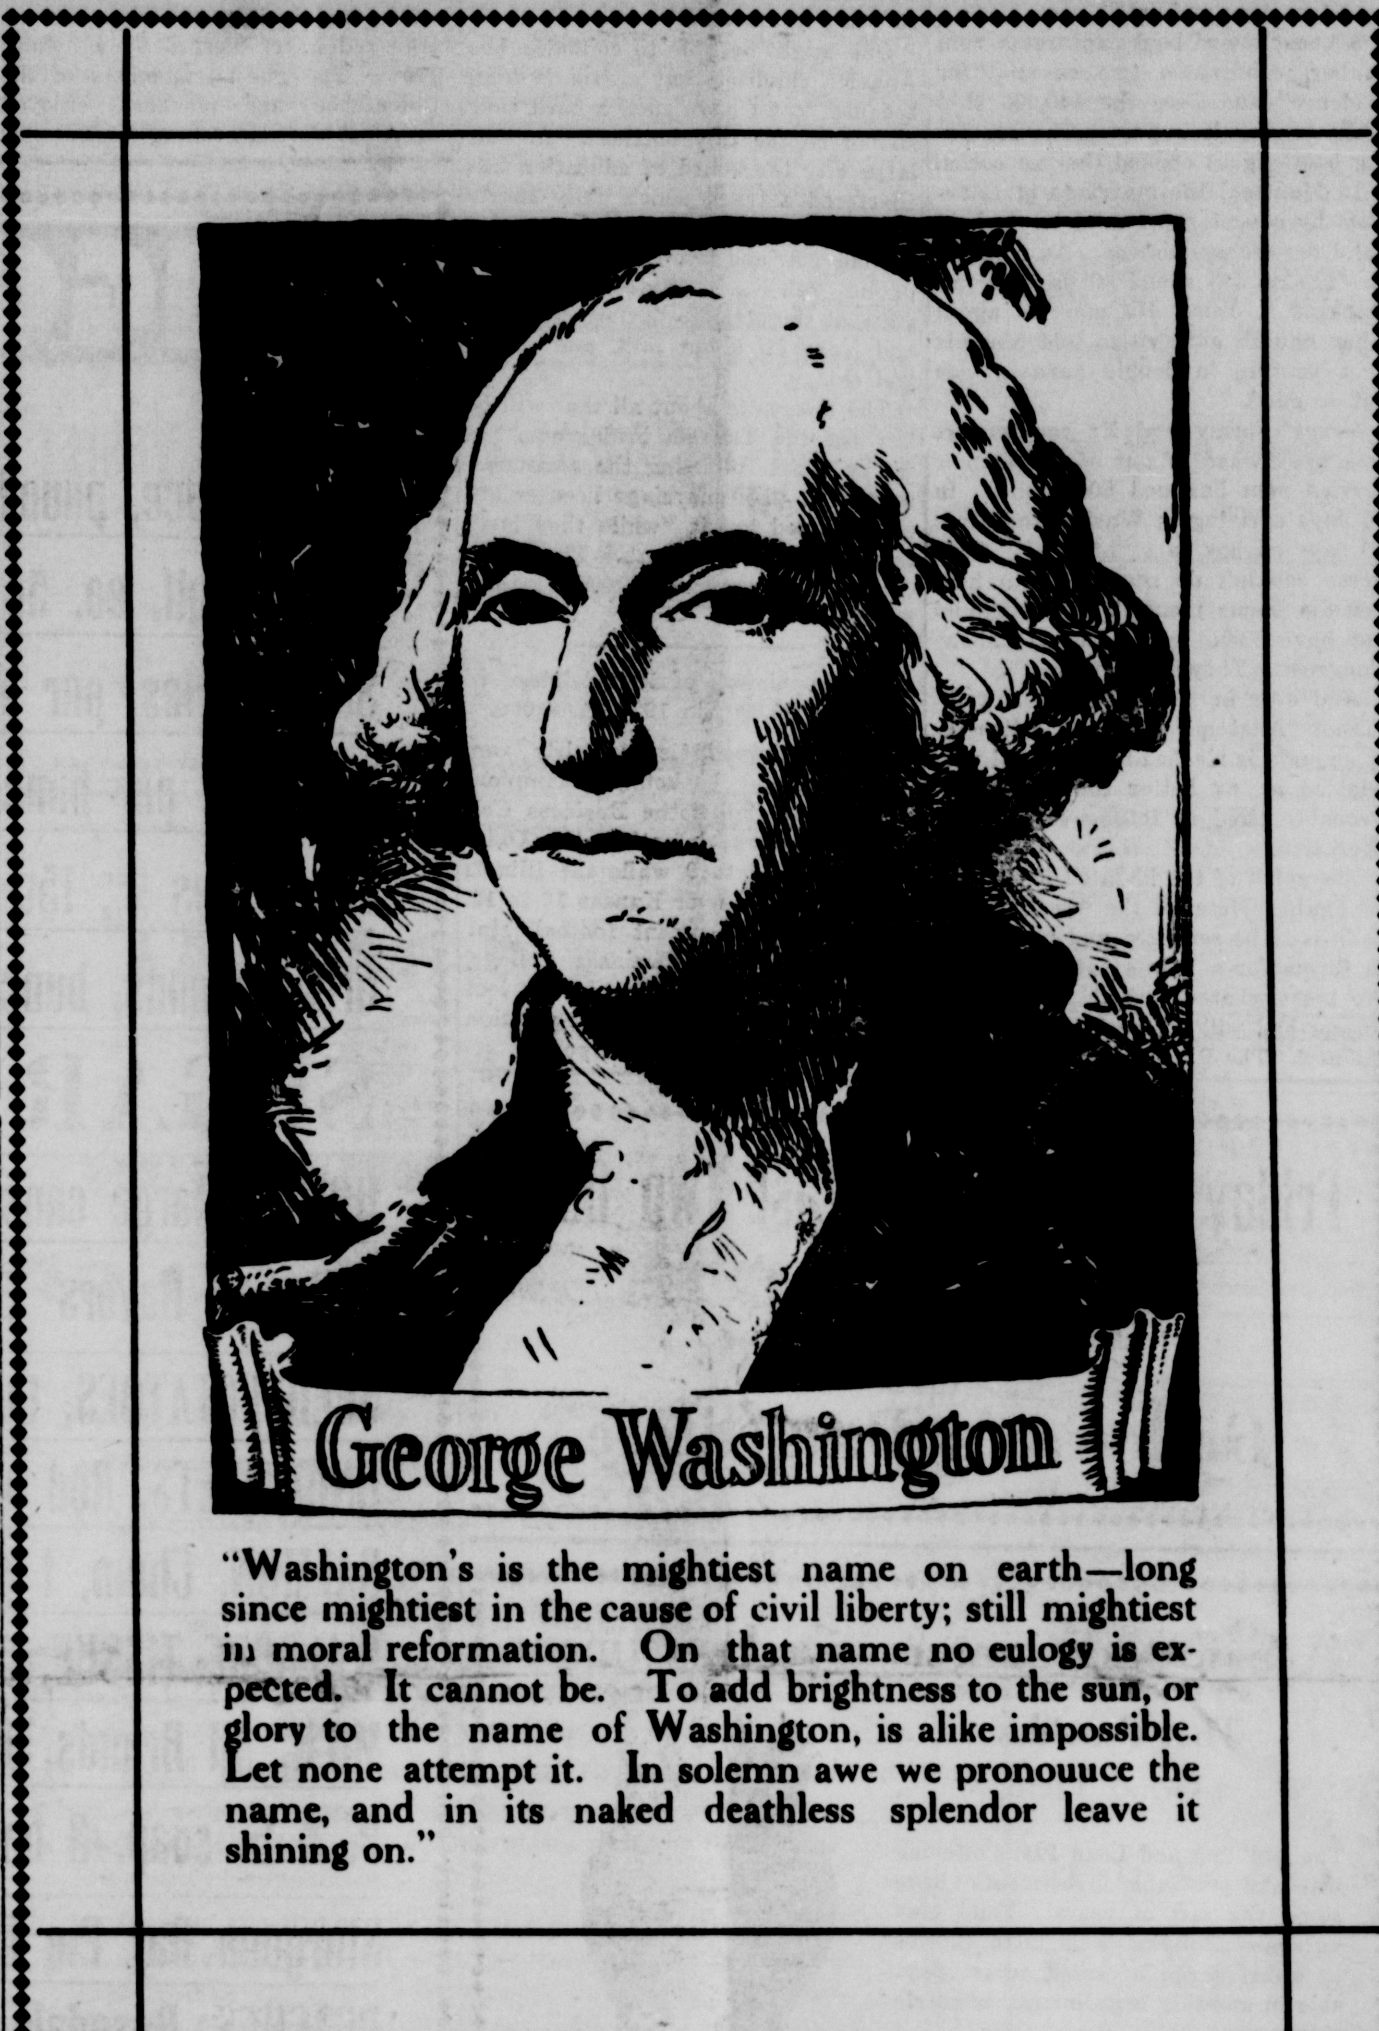 George Washington
"Washington's is the mightiest name on earth—long
since mightiest in the cause of civil liberty; still mightiest
in moral reformation. On that name no eulogy is ex-
pected. It cannot be. To add brightness to the sun, or
glory to the name of Washington, is alike impossible.
Let none attempt it. In solemn awe we pronouuce the
name, and in its naked deathless splendor leave it
shining on."